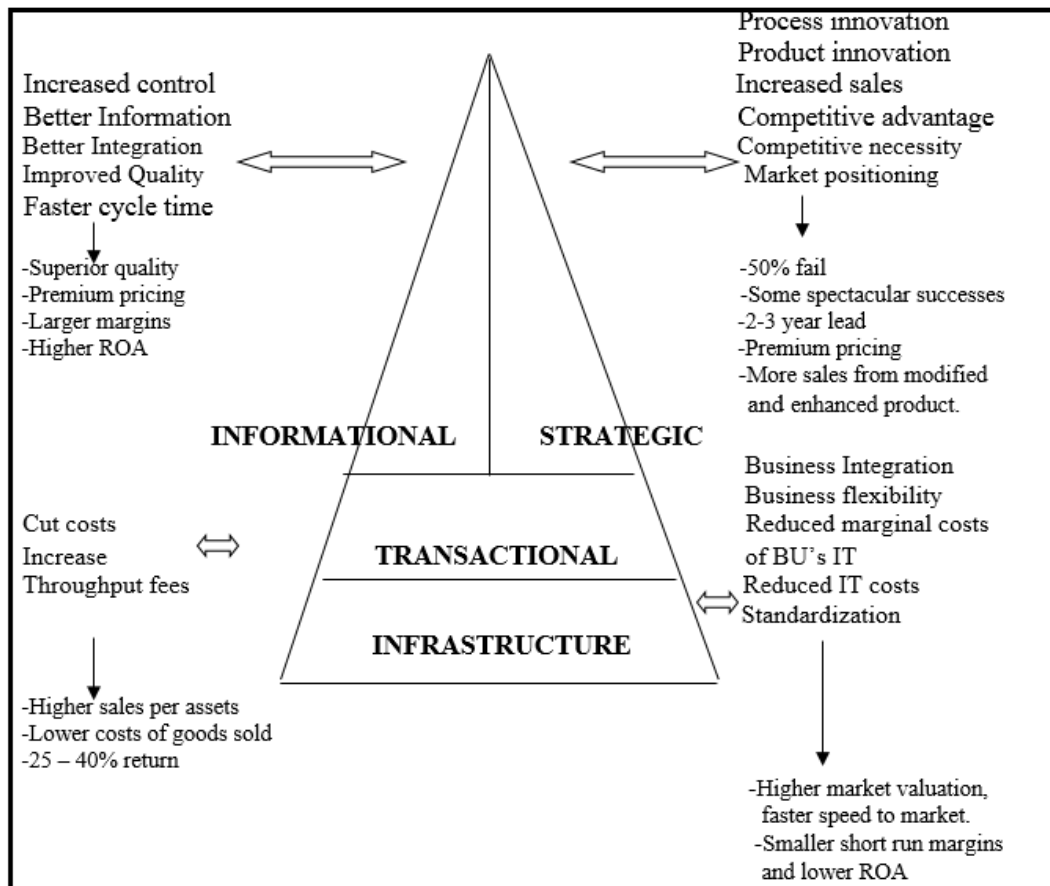 Process innovation
Product innovation
Increased sales
Competitive advantage
Competitive necessity
Market positioning
Increased control
Better Information
Better Integration
Improved Quality
Faster cycle time
-Superior quality
-Premium pricing
-Larger margins
-Higher ROA
-50% fail
-Some spectacular successes
-2-3 year lead
-Premium pricing
-More sales from modified
and enhanced product.
INFORMATIONAL
STRATEGIC
Cut costs
Increase
Throughput fees
TRANSACTIONAL
Business Integration
Business flexibility
Reduced marginal costs
of BU's IT
Reduced IT costs
Standardization
INFRASTRUCTURE
-Higher sales per assets
-Lower costs of goods sold
-25 – 40% return
-Higher market valuation,
faster speed to market.
-Smaller short run margins
and lower ROA